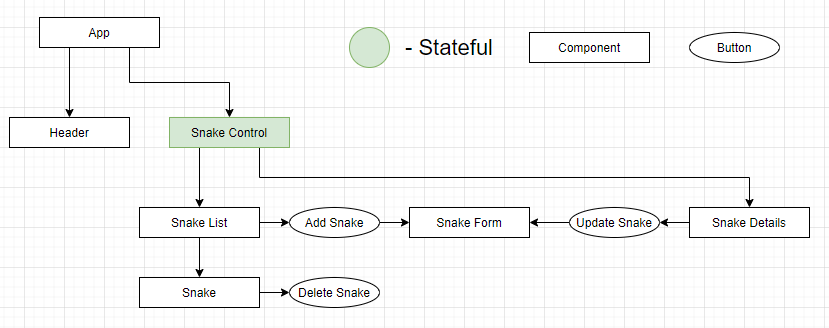 App
- Stateful
Component
Button
Header
Snake Control
Snake List
Add Snake
Snake Form
Update Snake
Snake Details
Snake
Delete Snake